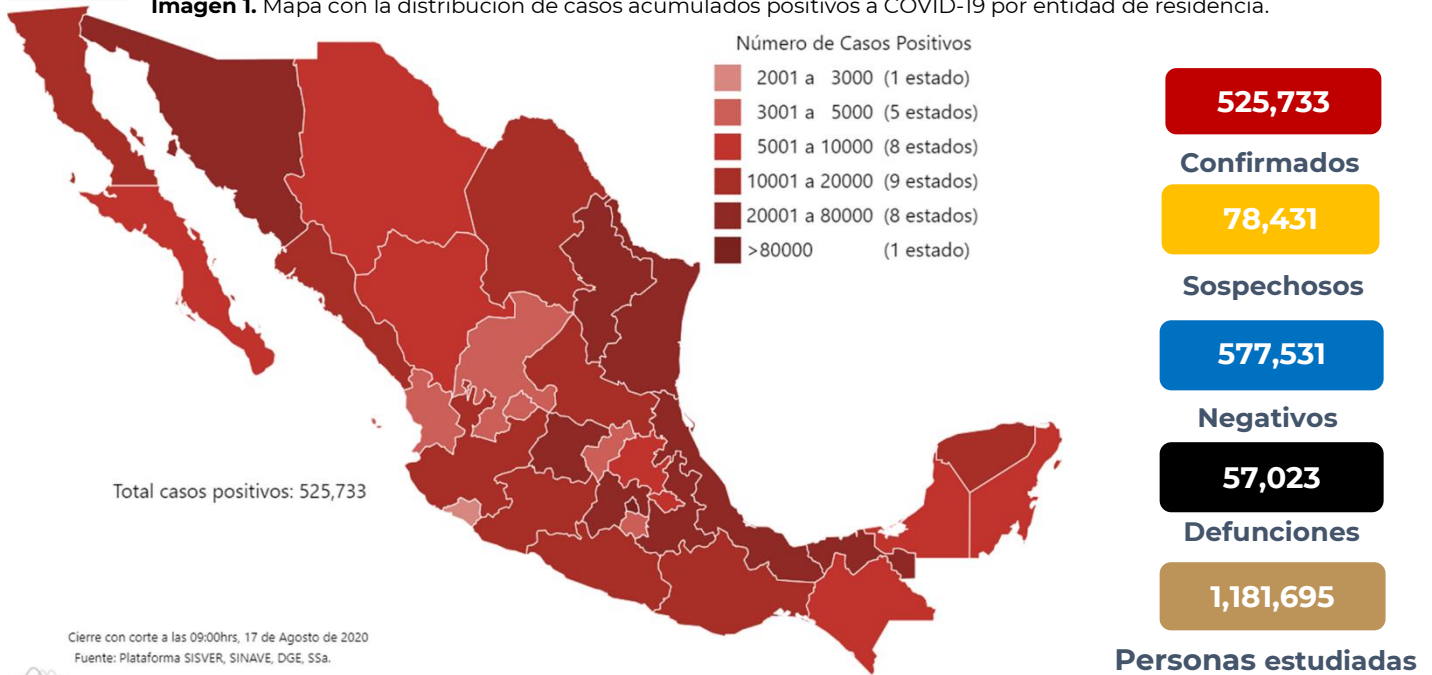 Imagen 1. Mapa con la distribución de casos acumulados positivos a COVID-19 por entidad de residencia.
Número de Casos Positivos
2001 a 3000 (1 estado)
3001 a 5000 (5 estados)
5001 a 10000 (8 estados)
10001 a 20000 (9 estados)
20001 a 80000 (8 estados)
>80000 (1 estado)
Total casos positivos: 525,733
Cierre con corte a las 09:00hrs, 17 de Agosto de 2020
Fuente: Plataforma SISVER, SINAVE, DGE, SSa.
525,733
Confirmados
78,431
Sospechosos
577,531
Negativos
57,023
Defunciones
1,181,695
Personas estudiadas